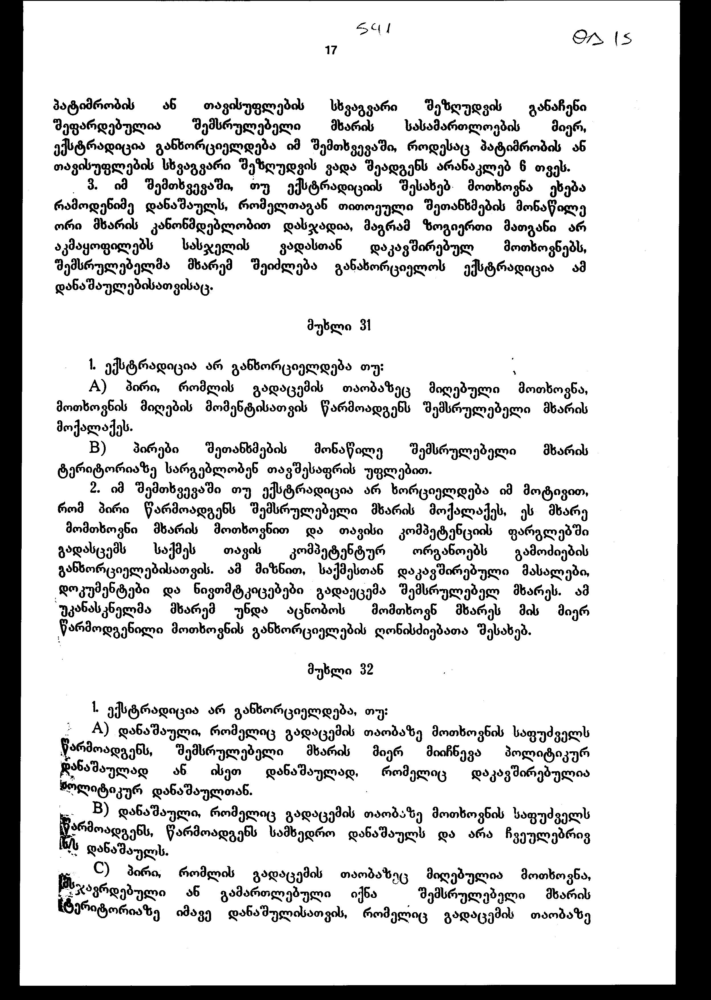 541
17
პატიმრობის ან თავისუფლების სხვაგვარი შეზღუდვის განაჩენი
შეფარდებულია შემსრულებელი მხარის სასამართლოების მიერ,
ექსტრადიცია განხორციელდება იმ შემთხვევაში, როდესაც პატიმრობის ან
თავისუფლების სხვაგვარი შეზღუდვის ვადა შეადგენს არანაკლებ 6 თვეს.
3. იმ შემთხვევაში, თუ ექსტრადიციის შესახებ მოთხოვნა ეხება
რამოდენიმე დანაშაულს, რომელთაგან თითოეული შეთანხმების მონაწილე
ორი მხარის კანონმდებლობით დასჯადია, მაგრამ ზოგიერთი მათგანი არ
აკმაყოფილებს სასჯელის ვადასთან დაკავშირებულ მოთხოვნებს,
შემსრულებელმა მხარემ შეიძლება განახორციელოს ექსტრადიცია ამ
დანაშაულებისათვისაც.
მუხლი 31
1. ექსტრადიცია არ განხორციელდება თუ:
A) პირი, რომლის გადაცემის თაობაზეც მიღებული მოთხოვნა,
მოთხოვნის მიღების მომენტისათვის წარმოადგენს შემსრულებელი მხარის
მოქალაქეს.
B) პირები შეთანხმების მონაწილე შემსრულებელი მხარის
ტერიტორიაზე სარგებლობენ თავშესაფრის უფლებით.
2. იმ შემთხვევაში თუ ექსტრადიცია არ ხორციელდება იმ მოტივით,
რომ პირი წარმოადგენს შემსრულებელი მხარის მოქალაქეს, ეს მხარე
მომთხოვნი მხარის მოთხოვნით და თავისი კომპეტენციის ფარგლებში
გადასცემს საქმეს თავის კომპეტენტურ ორგანოებს გამოძიების
განხორციელებისათვის. ამ მიზნით, საქმესთან დაკავშირებული მასალები,
დოკუმენტები და ნივთმტკიცებები გადაეცემა შემსრულებელ მხარეს. ამ
უკანასკნელმა მხარემ უნდა აცნობოს მომთხოვნ მხარეს მის მიერ
წარმოდგენილი მოთხოვნის განხორციელების ღონისძიებათა შესახებ.
მუხლი 32
1. ექსტრადიცია არ განხორციელდება, თუ:
A) დანაშაული, რომელიც გადაცემის თაობაზე მოთხოვნის საფუძველს
წარმოადგენს, შემსრულებელი მხარის მიერ მიიჩნევა პოლიტიკურ
დანაშაულად ან ისეთ დანაშაულად, რომელიც დაკავშირებულია
პოლიტიკურ დანაშაულთან.
B) დანაშაული, რომელიც გადაცემის თაობაზე მოთხოვნის საფუძველს
წარმოადგენს, წარმოადგენს სამხედრო დანაშაულს და არა ჩვეულებრივ
ს/ს დანაშაულს.
C) პირი, რომლის გადაცემის თაობაზეც მიღებულია მოთხოვნა,
მსჯავრდებული ან გამართლებული იქნა შემსრულებელი მხარის
ტერიტორიაზე იმავე დანაშულისათვის, რომელიც გადაცემის თაობაზე